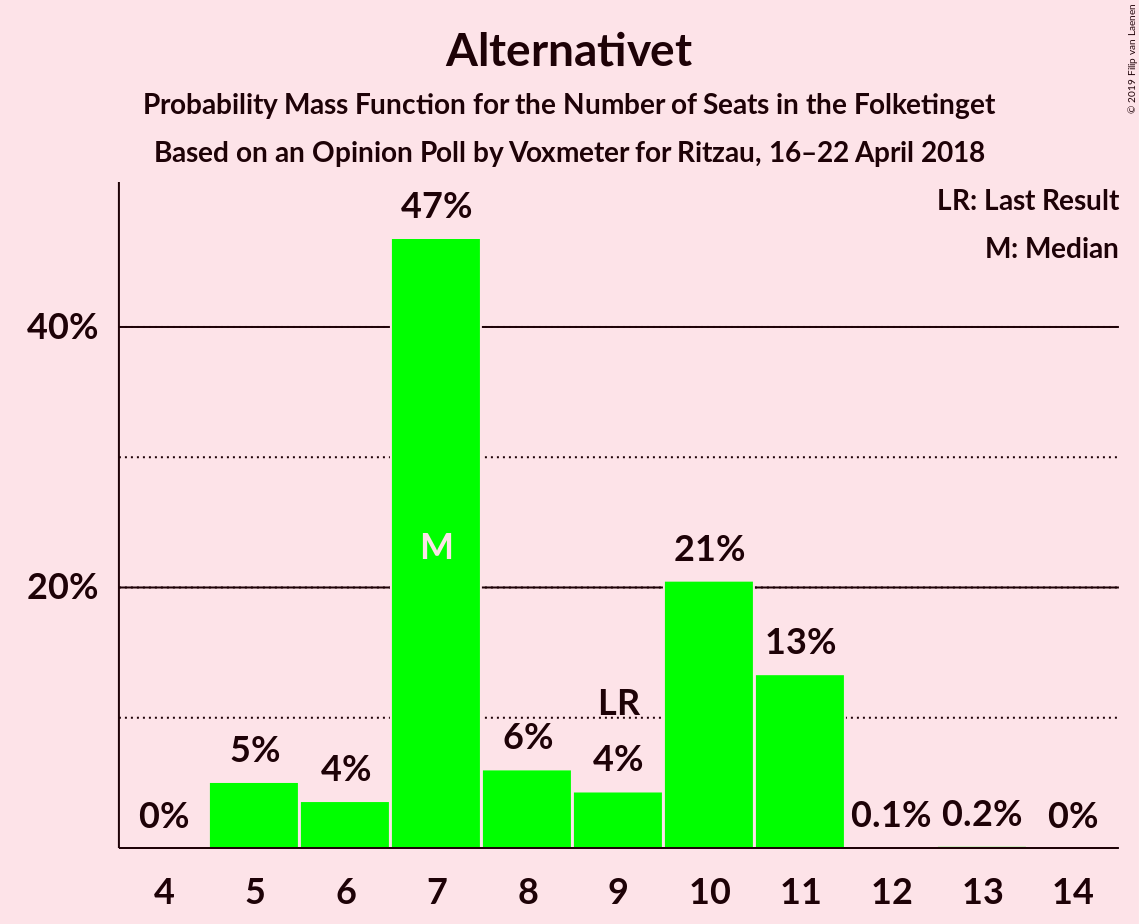 Alternativet
Probability Mass Function for the Number of Seats in the Folketinget
Based on an Opinion Poll by Voxmeter for Ritzau, 16–22 April 2018
© 2019 Filip van Laenen
LR: Last Result
M: Median
40%
20%
0%
5%
4%
47%
M
6%
LR
4%
21%
13%
0.1%
0.2%
0%
4 5 6 7 8 9 10 11 12 13 14